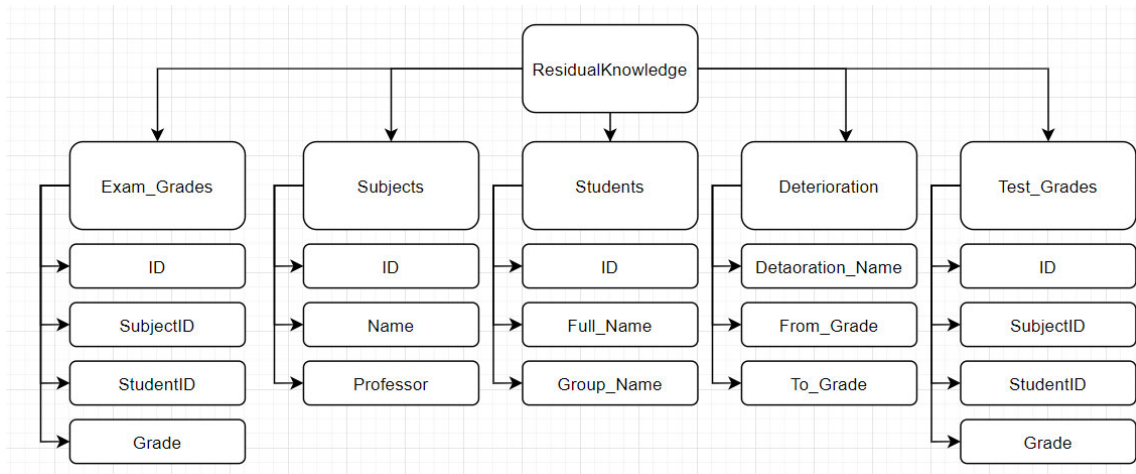 ResidualKnowledge
Exam_Grades
Subjects
Students
Deterioration
Test_Grades
ID
ID
ID
Detaoration_Name
ID
SubjectID
Name
Full_Name
From_Grade
SubjectID
StudentID
Professor
Group_Name
To_Grade
StudentID
Grade
Grade